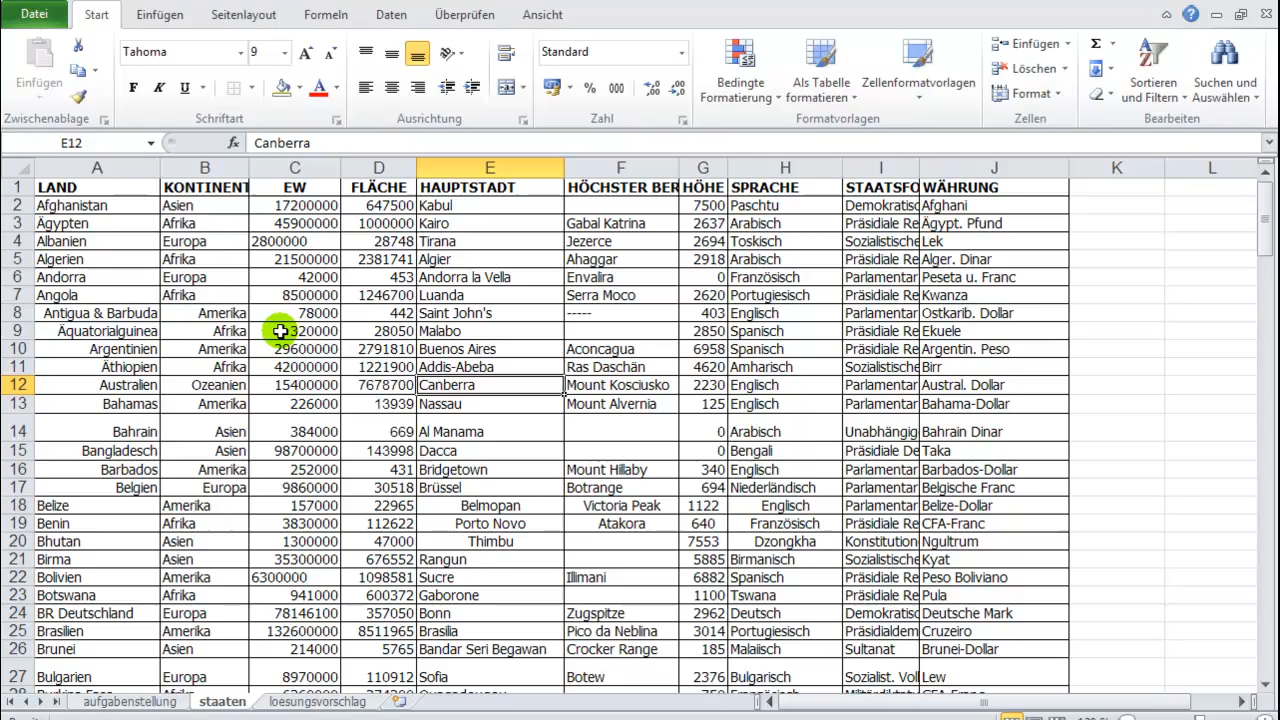 Datei Start Einfügen Seitenlayout Formeln Daten Überprüfen Ansicht
Einfügen
Zwischenablage
Tahoma 9
F K U A
Schriftart
Ausrichtung
Standard
% 000
Zahl
Bedingte Formatierung
Als Tabelle formatieren
Zellenformatvorlagen
Formatvorlagen
Einfügen
Löschen
Format
Zellen
Σ
Sortieren und Filtern
Suchen und Auswählen
Bearbeiten
E12 fx Canberra
A B C D E F G H I J K L
1 LAND KONTINENT EW FLÄCHE HAUPTSTADT HÖCHSTER BER HÖHE SPRACHE STAATSFO WÄHRUNG
2 Afghanistan Asien 17200000 647500 Kabul 7500 Paschtu Demokratisc Afghani
3 Ägypten Afrika 45900000 1000000 Kairo Gabal Katrina 2637 Arabisch Präsidiale Re Ägypt. Pfund
4 Albanien Europa 2800000 28748 Tirana Jezerce 2694 Toskisch Sozialistische Lek
5 Algerien Afrika 21500000 2381741 Algier Ahaggar 2918 Arabisch Präsidiale Re Alger. Dinar
6 Andorra Europa 42000 453 Andorra la Vella Envalira 0 Französisch Parlamentar Peseta u. Franc
7 Angola Afrika 8500000 1246700 Luanda Serra Moco 2620 Portugiesisch Präsidiale Re Kwanza
8 Antigua & Barbuda Amerika 78000 442 Saint John's ----- 403 Englisch Parlamentar Ostkarib. Dollar
9 Äquatorialguinea Afrika 320000 28050 Malabo 2850 Spanisch Präsidiale Re Ekuele
10 Argentinien Amerika 29600000 2791810 Buenos Aires Aconcagua 6958 Spanisch Präsidiale Re Argentin. Peso
11 Äthiopien Afrika 42000000 1221900 Addis-Abeba Ras Daschän 4620 Amharisch Sozialistische Birr
12 Australien Ozeanien 15400000 7678700 Canberra Mount Kosciusko 2230 Englisch Parlamentar Austral. Dollar
13 Bahamas Amerika 226000 13939 Nassau Mount Alvernia 125 Englisch Parlamentar Bahama-Dollar
14 Bahrain Asien 384000 669 Al Manama 0 Arabisch Unabhängig Bahrain Dinar
15 Bangladesch Asien 98700000 143998 Dacca 0 Bengali Präsidiale De Taka
16 Barbados Amerika 252000 431 Bridgetown Mount Hillaby 340 Englisch Parlamentar Barbados-Dollar
17 Belgien Europa 9860000 30518 Brüssel Botrange 694 Niederländisch Parlamentar Belgische Franc
18 Belize Amerika 157000 22965 Belmopan Victoria Peak 1122 Englisch Parlamentar Belize-Dollar
19 Benin Afrika 3830000 112622 Porto Novo Atakora 640 Französisch Präsidiale Re CFA-Franc
20 Bhutan Asien 1300000 47000 Thimbu 7553 Dzongkha Konstitution Ngultrum
21 Birma Asien 35300000 676552 Rangun 5885 Birmanisch Sozialistische Kyat
22 Bolivien Amerika 6300000 1098581 Sucre Illimani 6882 Spanisch Präsidiale Re Peso Boliviano
23 Botswana Afrika 941000 600372 Gaborone 1100 Tswana Präsidiale Re Pula
24 BR Deutschland Europa 78146100 357050 Bonn Zugspitze 2962 Deutsch Demokratisc Deutsche Mark
25 Brasilien Amerika 132600000 8511965 Brasilia Pico da Neblina 3014 Portugiesisch Präsidialdem Cruzeiro
26 Brunei Asien 214000 5765 Bandar Seri Begawan Crocker Range 185 Malaiisch Sultanat Brunei-Dollar
27 Bulgarien Europa 8970000 110912 Sofia Botew 2376 Bulgarisch Sozialist. Vol Lew
aufgabenstellung staaten loesungsvorschlag